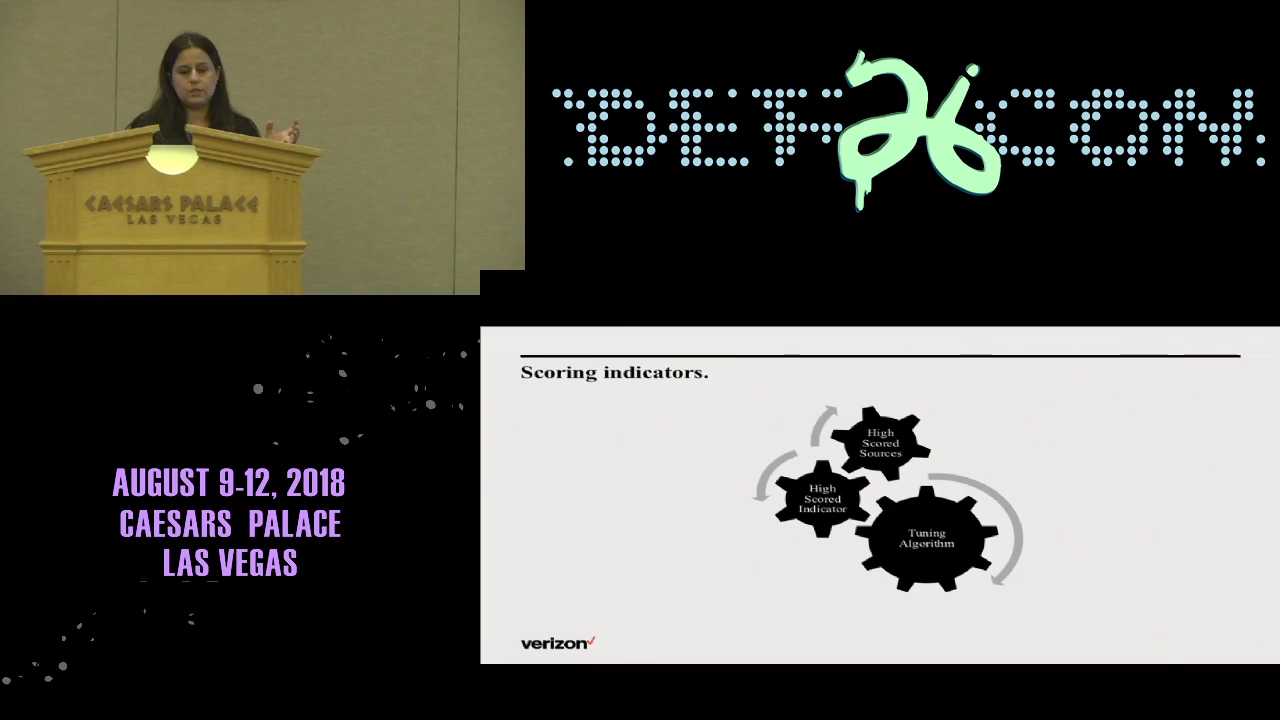 CAESARS PALACE
LAS VEGAS
DEF 26 CON
AUGUST 9-12, 2018
CAESARS PALACE
LAS VEGAS
Scoring indicators.
High
Scored
Sources
High
Scored
Indicator
Tuning
Algorithm
verizon